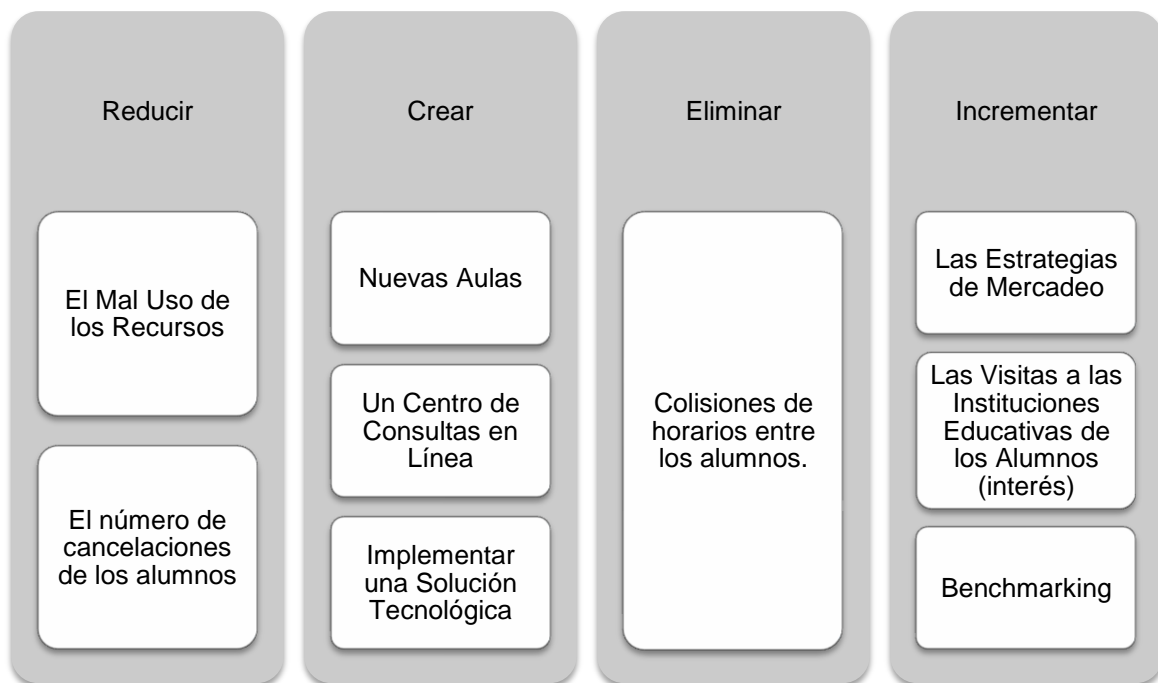 Reducir
El Mal Uso de
los Recursos
El número de
cancelaciones
de los alumnos
Crear
Nuevas Aulas
Un Centro de
Consultas en
Línea
Implementar
una Solución
Tecnológica
Eliminar
Colisiones de
horarios entre
los alumnos.
Incrementar
Las Estrategias
de Mercadeo
Las Visitas a las
Instituciones
Educativas de
los Alumnos
(interés)
Benchmarking